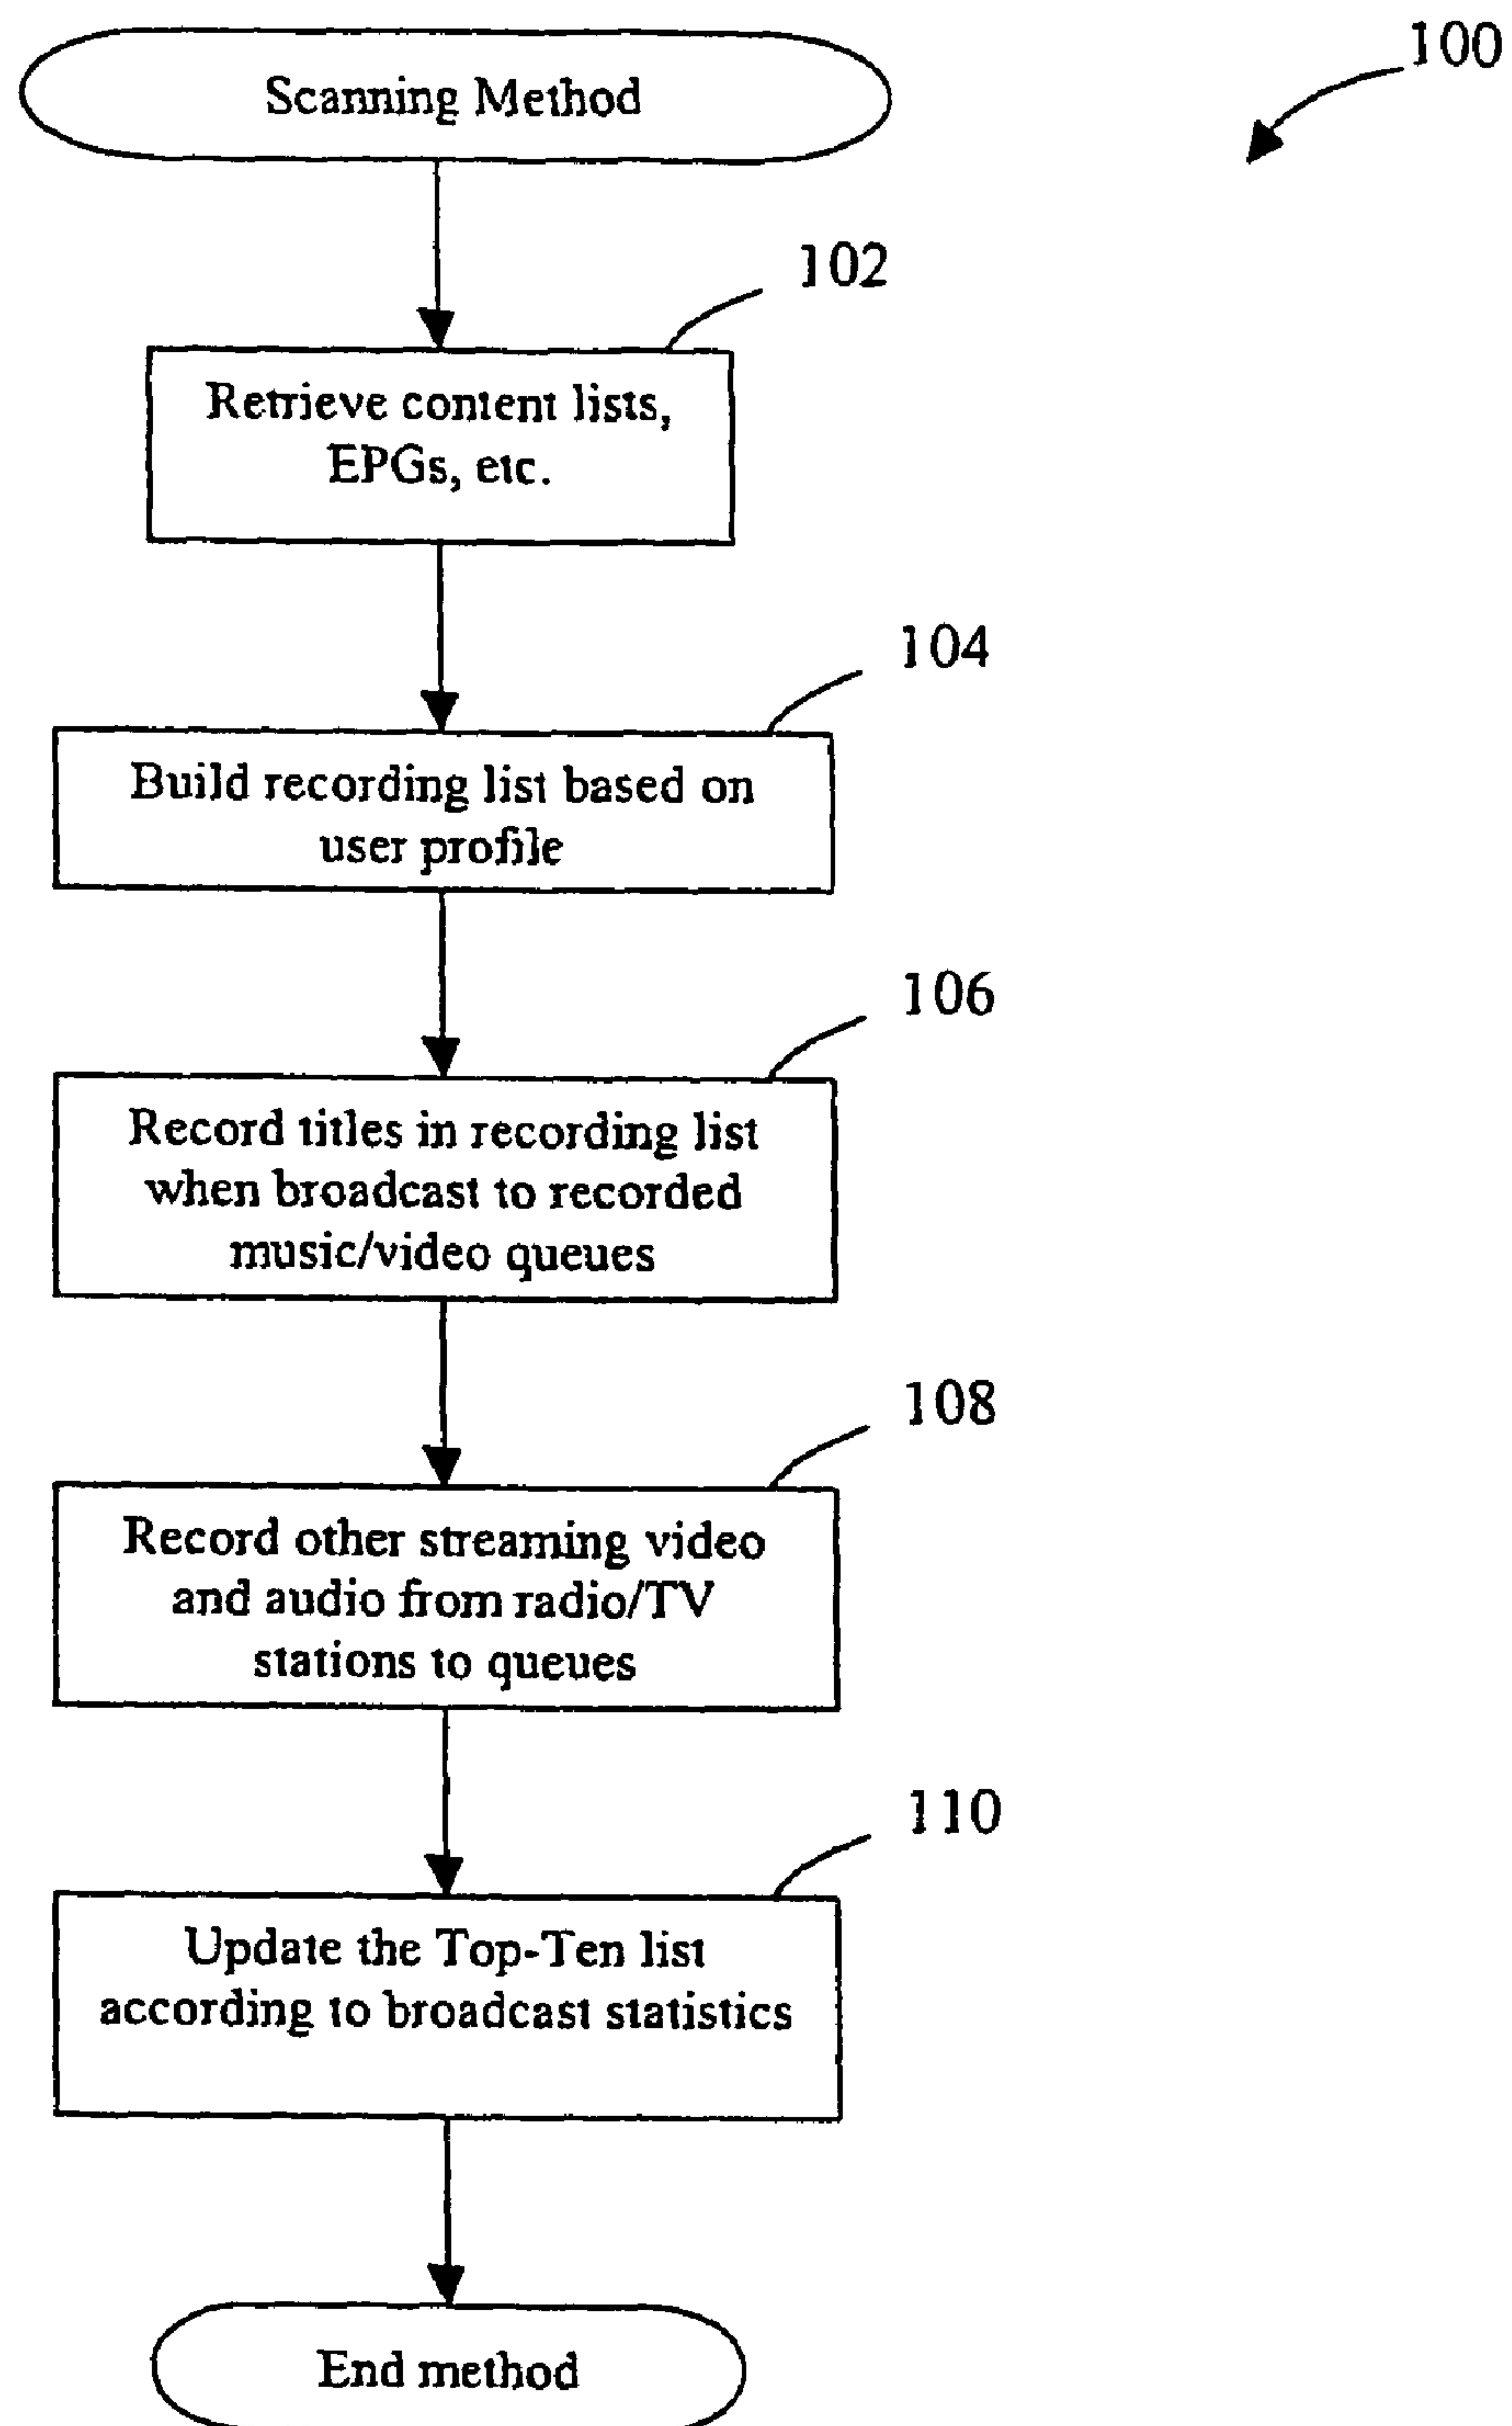 100
Scanning Method
102
Retrieve content lists,
EPGs, etc.
104
Build recording list based on
user profile
106
Record titles in recording list
when broadcast to recorded
music/video queues
108
Record other streaming video
and audio from radio/TV
stations to queues
110
Update the Top-Ten list
according to broadcast statistics
End method